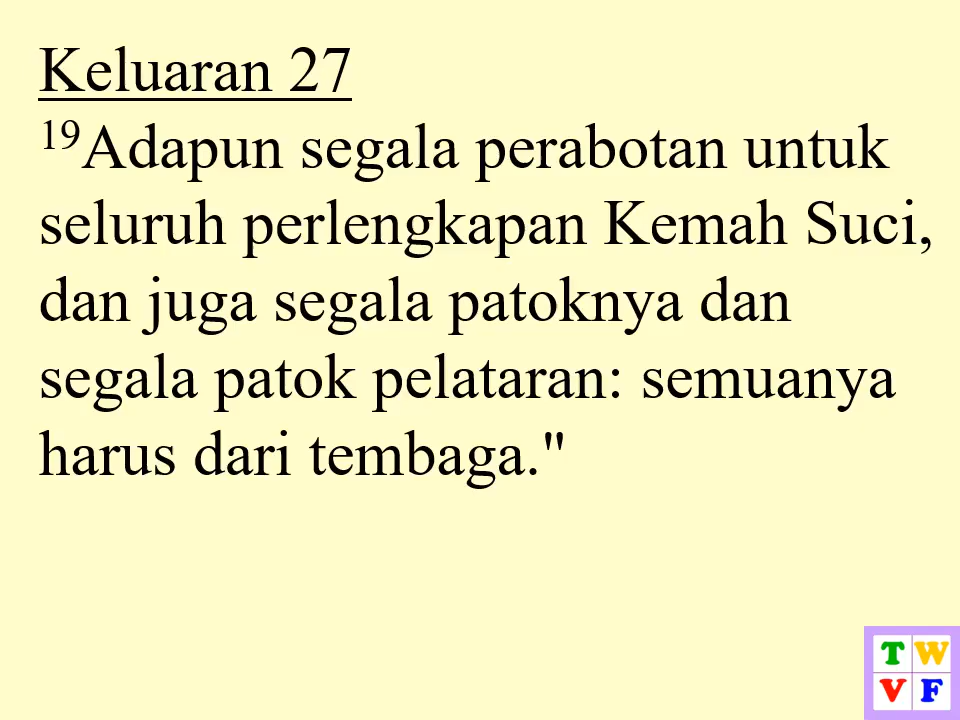 Keluaran 27
19Adapun segala perabotan untuk
seluruh perlengkapan Kemah Suci,
dan juga segala patoknya dan
segala patok pelataran: semuanya
harus dari tembaga."
T W
V F